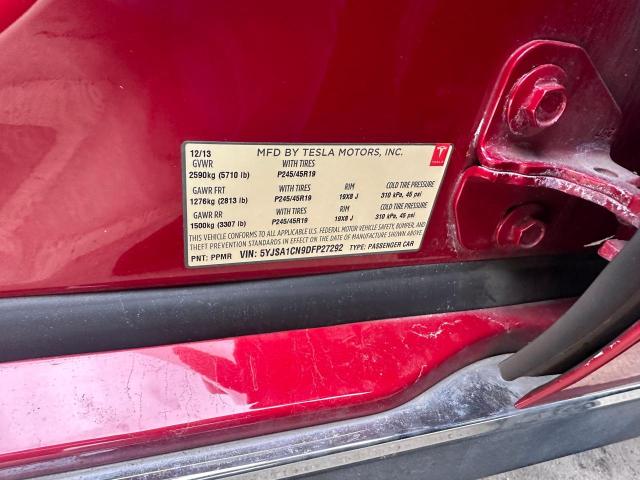 12/13 MFD BY TESLA MOTORS, INC.
GVWR WITH TIRES
2590kg (5710 lb) P245/45R19
GAWR FRT WITH TIRES RIM COLD TIRE PRESSURE
1276kg (2813 lb) P245/45R19 19X8 J 310 kPa, 45 psi
GAWR RR WITH TIRES RIM COLD TIRE PRESSURE
1500kg (3307 lb) P245/45R19 19X8 J 310 kPa, 45 psi
THIS VEHICLE CONFORMS TO ALL APPLICABLE U.S. FEDERAL MOTOR VEHICLE SAFETY, BUMPER, AND
THEFT PREVENTION STANDARDS IN EFFECT ON THE DATE OF MANUFACTURE SHOWN ABOVE.
PNT: PPMR VIN: 5YJSA1CN9DFP27292 TYPE: PASSENGER CAR